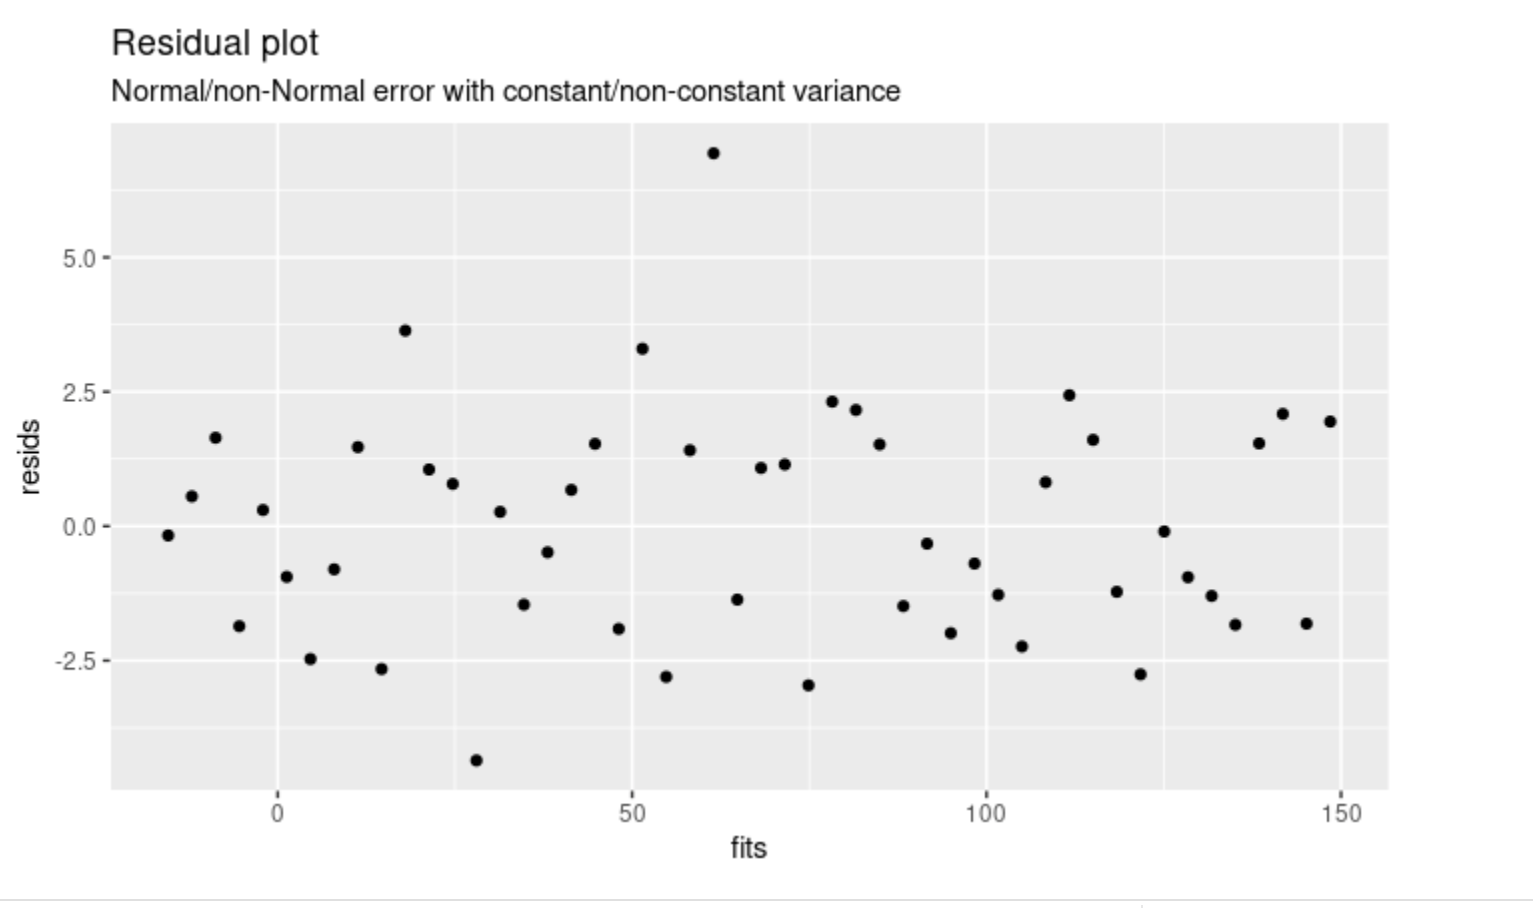 Residual plot
Normal/non-Normal error with constant/non-constant variance
5.0
2.5
0.0
-2.5
resids
0 50 100 150
fits